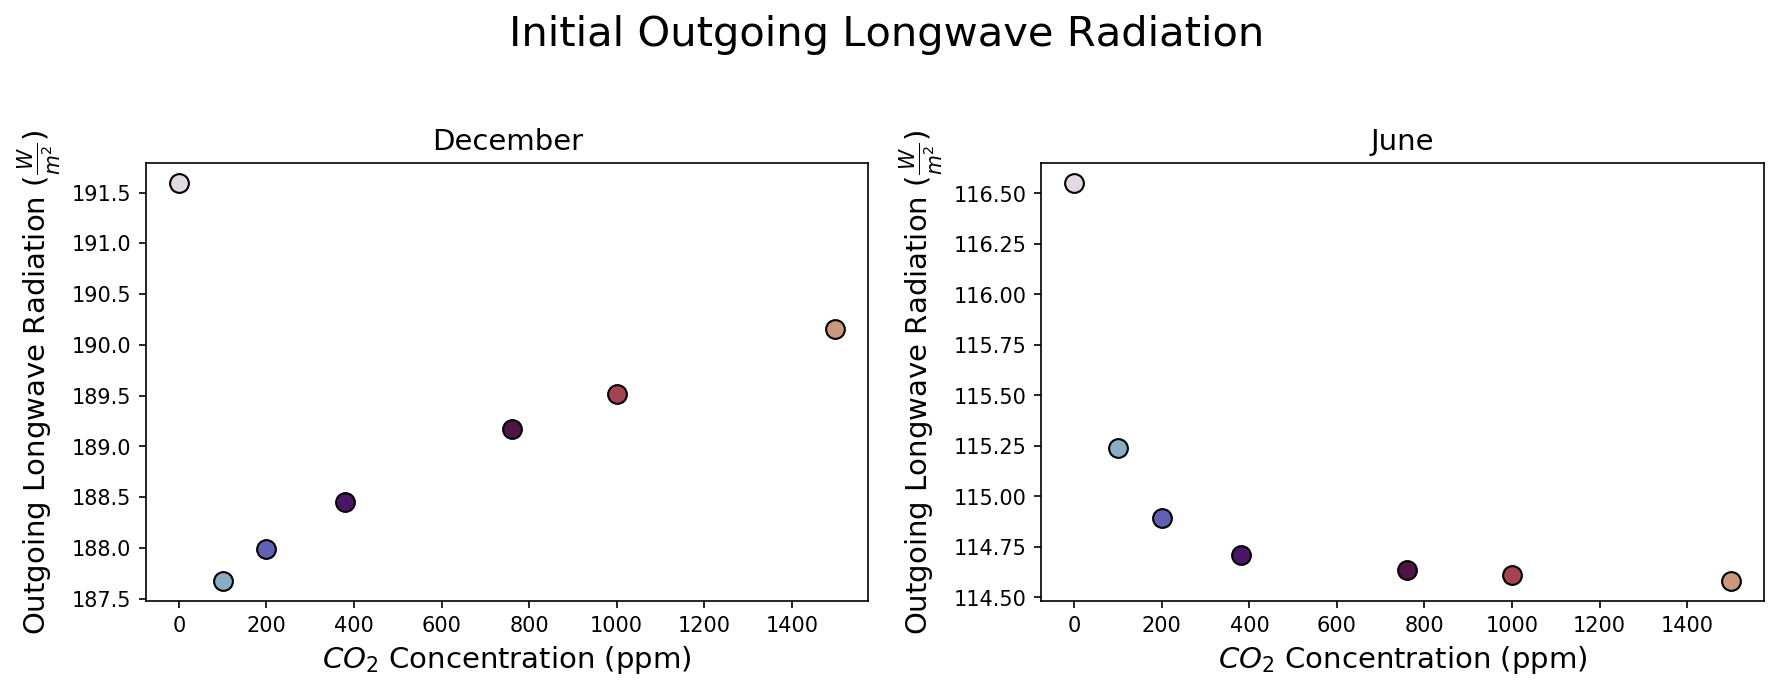 Initial Outgoing Longwave Radiation
December
Outgoing Longwave Radiation (W/m²)
191.5
191.0
190.5
190.0
189.5
189.0
188.5
188.0
187.5
0 200 400 600 800 1000 1200 1400
CO₂ Concentration (ppm)
June
Outgoing Longwave Radiation (W/m²)
116.50
116.25
116.00
115.75
115.50
115.25
115.00
114.75
114.50
0 200 400 600 800 1000 1200 1400
CO₂ Concentration (ppm)